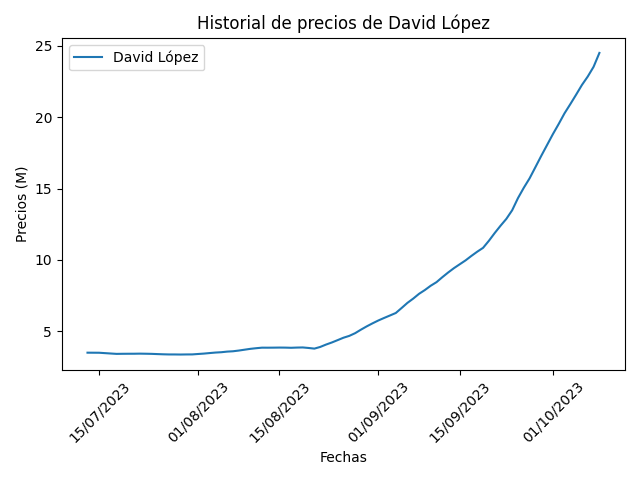 Historial de precios de David López
David López
Precios (M)
25
20
15
10
5
15/07/2023
01/08/2023
15/08/2023
01/09/2023
15/09/2023
01/10/2023
Fechas